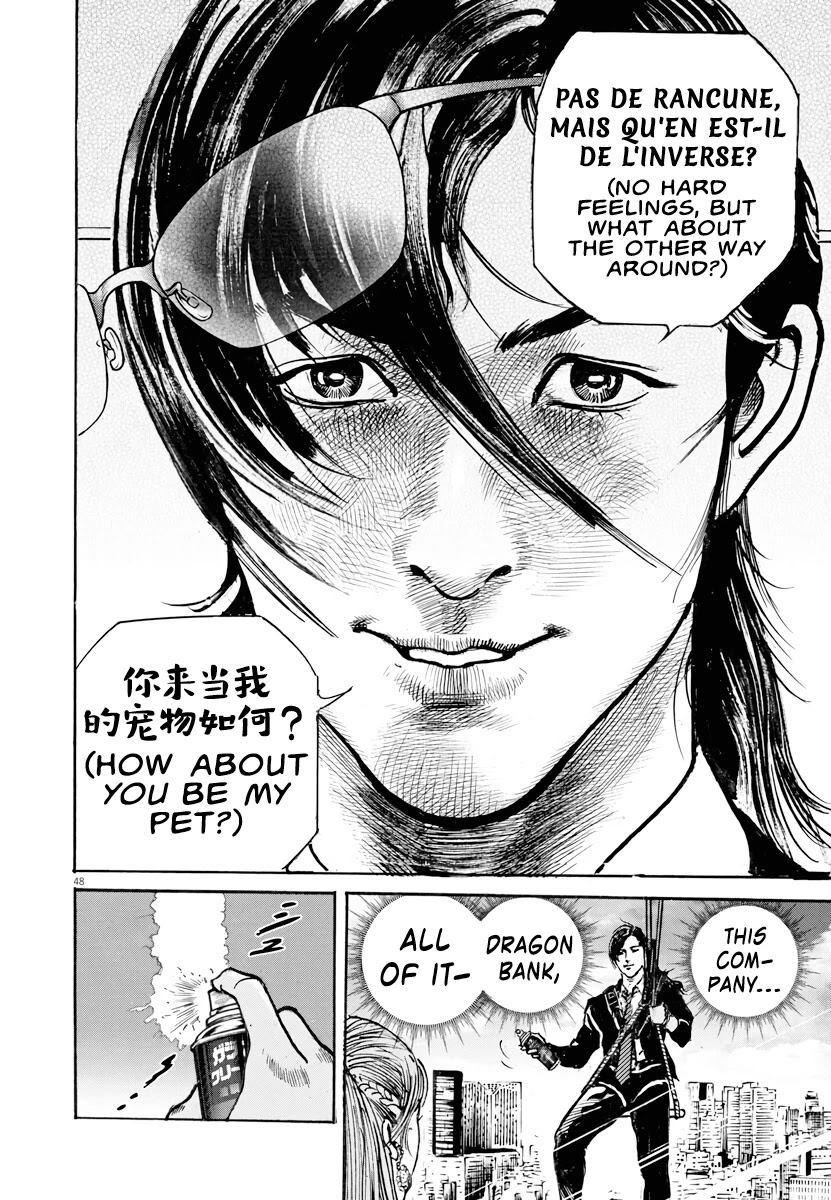 PAS DE RANCUNE,
MAIS QU'EN EST-IL
DE L'INVERSE?
(NO HARD
FEELINGS, BUT
WHAT ABOUT
THE OTHER WAY
AROUND?)
你来当我
的宠物如何？
(HOW ABOUT
YOU BE MY
PET?)
48
THIS
COM-
PANY...
DRAGON
BANK,
ALL
OF IT-
シュ